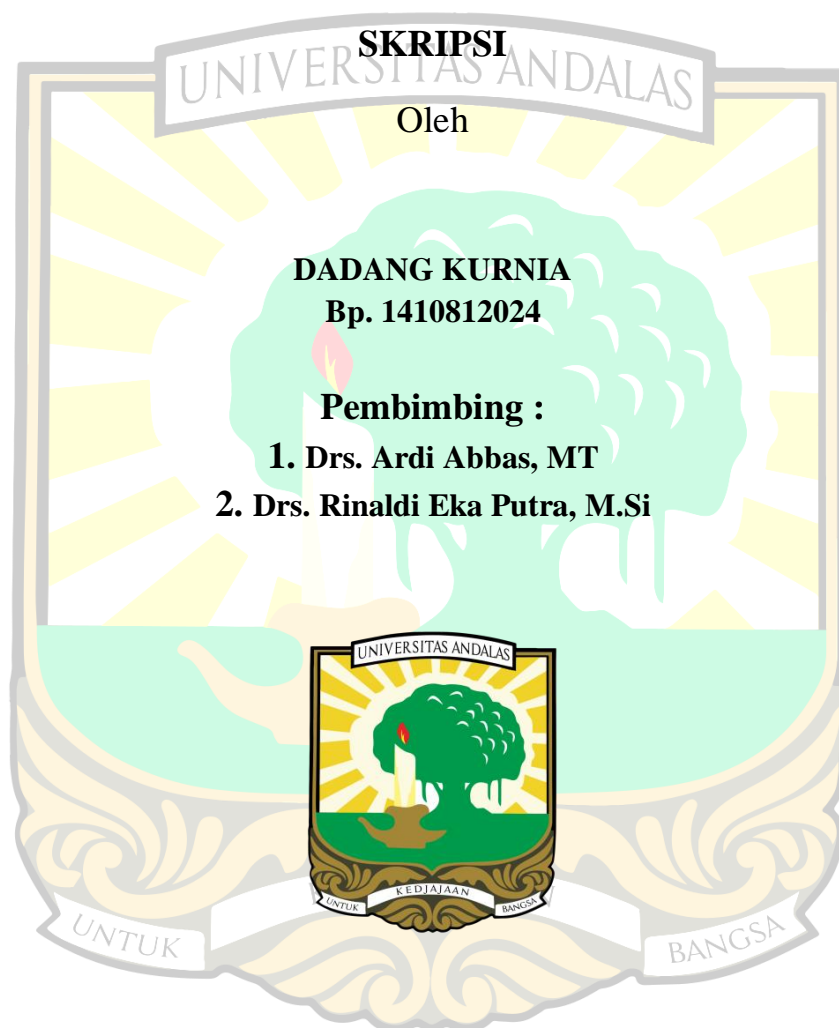 SKRIPSI
UNIVERSITAS ANDALAS
Oleh
DADANG KURNIA
Bp. 1410812024
Pembimbing :
1. Drs. Ardi Abbas, MT
2. Drs. Rinaldi Eka Putra, M.Si
UNIVERSITAS ANDALAS
UNTUK KEDJAJAAN BANGSA
UNTUK BANGSA